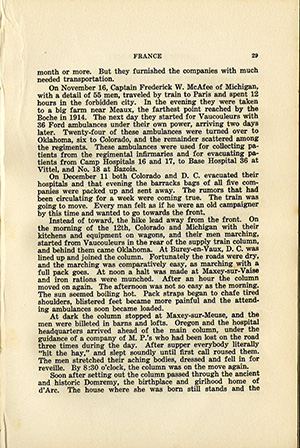 FRANCE 29
month or more. But they furnished the companies with much
needed transportation.
On November 16, Captain Frederick W. McAfee of Michigan,
with a detail of 55 men, traveled by train to Paris and spent 12
hours in the forbidden city. In the evening they were taken
to a big farm near Meaux, the farthest point reached by the
Boche in 1914. The next day they started for Vaucouleurs with
36 Ford ambulances under their own power, arriving two days
later. Twenty-four of these ambulances were turned over to
Oklahoma, six to Colorado, and the remainder scattered among
the regiments. These ambulances were used for collecting pa-
tients from the regimental infirmaries and for evacuating pa-
tients from Camp Hospitals 16 and 17, to Base Hospital 36 at
Vittel, and No. 18 at Bazois.
On December 11 both Colorado and D. C. evacuated their
hospitals and that evening the barracks bags of all five com-
panies were packed up and sent away. The rumors that had
been circulating for a week were coming true. The train was
going to move. Every man felt as if he were an old campaigner
by this time and wanted to go towards the front.
Instead of toward, the hike lead away from the front. On
the morning of the 12th, Colorado and Michigan with their
kitchens and equipment on wagons, and their men marching,
started from Vaucouleurs in the rear of the supply train column,
and behind them came Oklahoma. At Burey-en-Vaux, D. C. was
lined up and joined the column. Fortunately the roads were dry,
and the marching was comparatively easy, as marching with a
full pack goes. At noon a halt was made at Maxey-sur-Vaise
and iron rations were munched. After an hour the column
moved on again. The afternoon was not so easy as the morning.
The sun seemed boiling hot. Pack straps began to chafe tired
shoulders, blistered feet became more painful and the attend-
ing ambulances soon became loaded.
At dark the column stopped at Maxey-sur-Meuse, and the
men were billeted in barns and lofts. Oregon and the hospital
headquarters arrived ahead of the main column, under the
guidance of a company of M. P.'s who had been lost on the road
three times during the day. After supper everybody literally
"hit the hay," and slept soundly until first call roused them.
The men stretched their aching bodies, dressed and fell in for
reveille. By 8:30 o'clock, the column was on the move again.
Soon after setting out the column passed through the ancient
and historic Domremy, the birthplace and girlhood home of
d'Arc. The house where she was born still stands and the